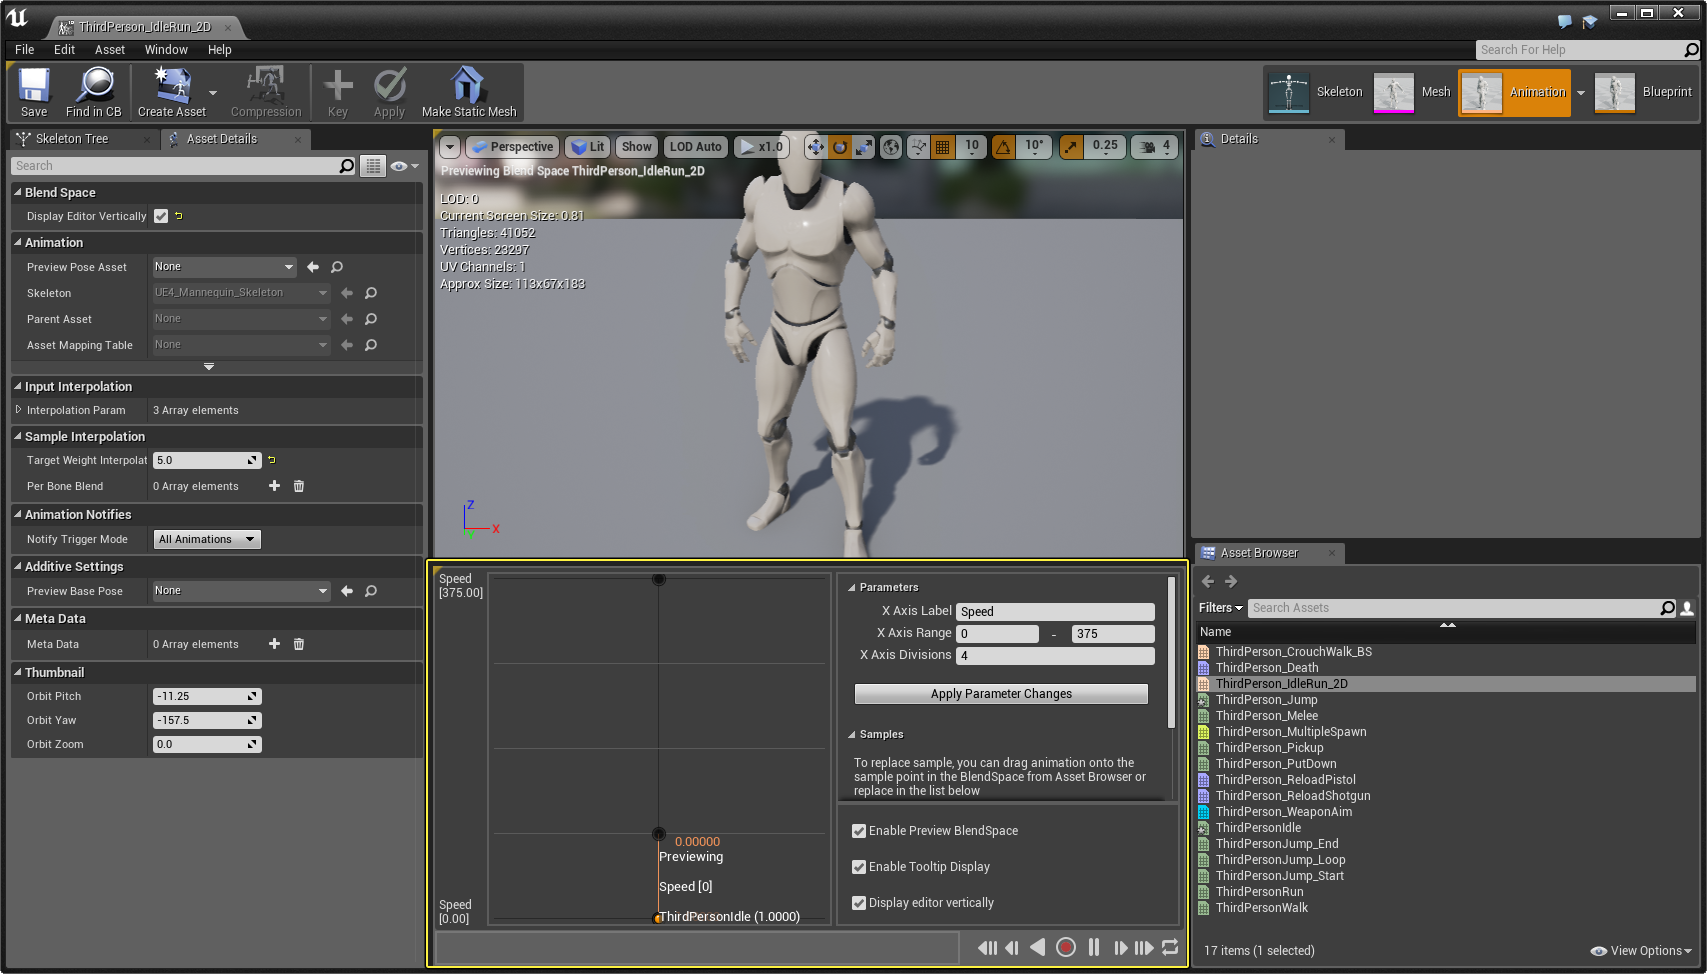 ThirdPerson_IdleRun_2D
File Edit Asset Window Help
Search For Help
Save
Find in CB
Create Asset
Compression
Key
Apply
Make Static Mesh
Skeleton
Mesh
Animation
Blueprint
Skeleton Tree
Asset Details
Search
Blend Space
Display Editor Vertically
Animation
Preview Pose Asset None
Skeleton UE4_Mannequin_Skeleton
Parent Asset None
Asset Mapping Table None
Input Interpolation
Interpolation Param 3 Array elements
Sample Interpolation
Target Weight Interpolat 5.0
Per Bone Blend 0 Array elements
Animation Notifies
Notify Trigger Mode All Animations
Additive Settings
Preview Base Pose None
Meta Data
Meta Data 0 Array elements
Thumbnail
Orbit Pitch -11.25
Orbit Yaw -157.5
Orbit Zoom 0.0
Perspective Lit Show LOD Auto x1.0 10 10° 0.25 4
Previewing Blend Space ThirdPerson_IdleRun_2D
LOD: 0
Current Screen Size: 0.81
Triangles: 41052
Vertices: 23297
UV Channels: 1
Approx Size: 113x67x183
Z
X
Speed
[375.00]
0.00000
Previewing
Speed [0]
ThirdPersonIdle (1.0000)
Speed
[0.00]
Parameters
X Axis Label Speed
X Axis Range 0 - 375
X Axis Divisions 4
Apply Parameter Changes
Samples
To replace sample, you can drag animation onto the
sample point in the BlendSpace from Asset Browser or
replace in the list below
Enable Preview BlendSpace
Enable Tooltip Display
Display editor vertically
Details
Asset Browser
Filters Search Assets
Name
ThirdPerson_CrouchWalk_BS
ThirdPerson_Death
ThirdPerson_IdleRun_2D
ThirdPerson_Jump
ThirdPerson_Melee
ThirdPerson_MultipleSpawn
ThirdPerson_Pickup
ThirdPerson_PutDown
ThirdPerson_ReloadPistol
ThirdPerson_ReloadShotgun
ThirdPerson_WeaponAim
ThirdPersonIdle
ThirdPersonJump_End
ThirdPersonJump_Loop
ThirdPersonJump_Start
ThirdPersonRun
ThirdPersonWalk
17 items (1 selected)
View Options